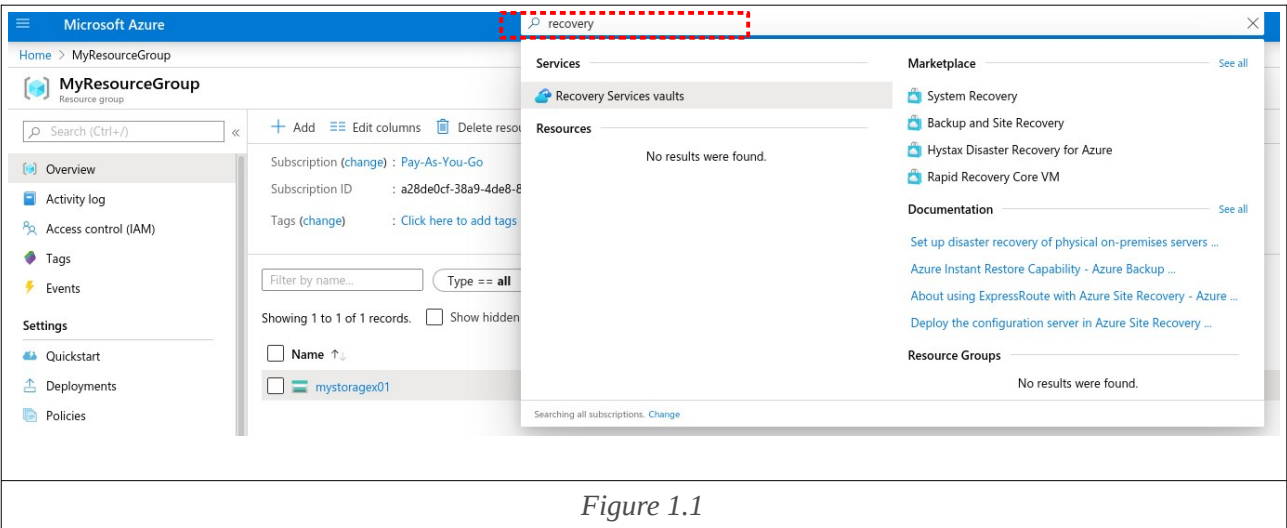 Microsoft Azure
recovery
Home > MyResourceGroup
MyResourceGroup
Resource group
Search (Ctrl+/)
«
Overview
Activity log
Access control (IAM)
Tags
Events
Settings
Quickstart
Deployments
Policies
+ Add Edit columns Delete resou
Subscription (change) : Pay-As-You-Go
Subscription ID : a28de0cf-38a9-4de8-8
Tags (change) : Click here to add tags
Filter by name... Type == all
Showing 1 to 1 of 1 records. Show hidden
Name ↑↓
mystoragex01
Services
Recovery Services vaults
Resources
No results were found.
Marketplace See all
System Recovery
Backup and Site Recovery
Hystax Disaster Recovery for Azure
Rapid Recovery Core VM
Documentation See all
Set up disaster recovery of physical on-premises servers ...
Azure Instant Restore Capability - Azure Backup ...
About using ExpressRoute with Azure Site Recovery - Azure ...
Deploy the configuration server in Azure Site Recovery ...
Resource Groups
No results were found.
Searching all subscriptions. Change
Figure 1.1